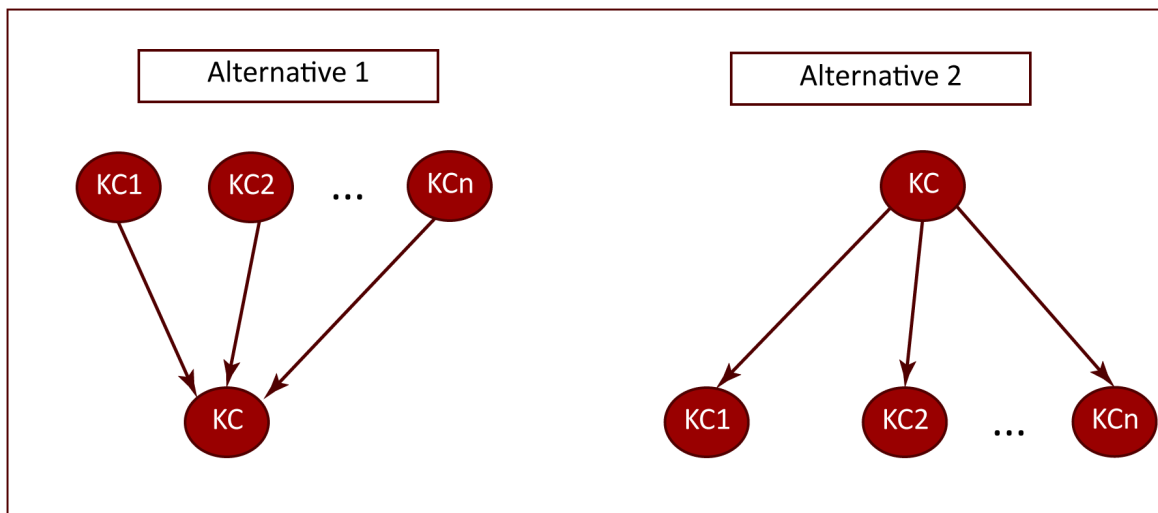 Alternative 1
Alternative 2
KC1
KC2
...
KCn
KC
KC
KC1
KC2
...
KCn